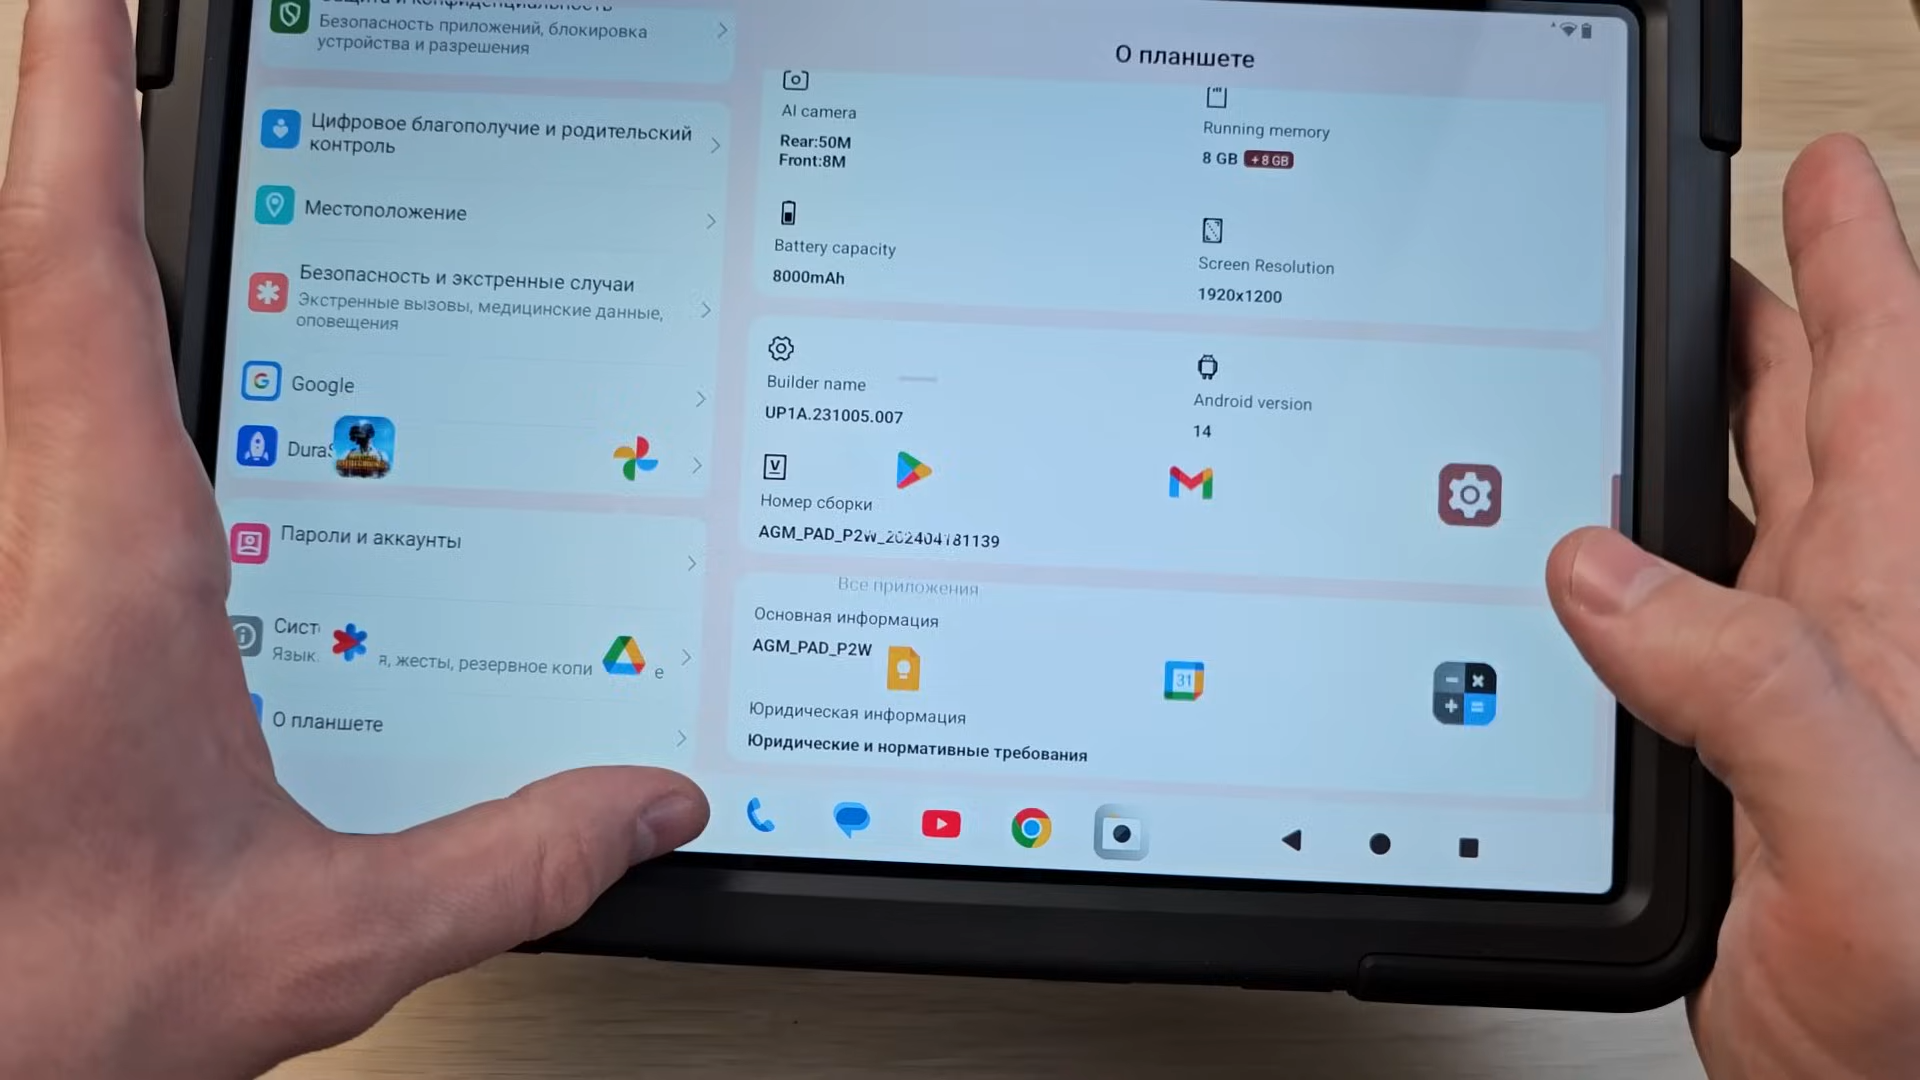 Безопасность приложений, блокировка
устройства и разрешения
Цифровое благополучие и родительский
контроль
Местоположение
Безопасность и экстренные случаи
Экстренные вызовы, медицинские данные,
оповещения
Google
Dura
Пароли и аккаунты
Сист
Язык. я, жесты, резервное копи е
О планшете
О планшете
AI camera
Rear:50M
Front:8M
Running memory
8 GB +8 GB
Battery capacity
8000mAh
Screen Resolution
1920x1200
Builder name
UP1A.231005.007
Android version
14
Номер сборки
AGM_PAD_P2W_202404181139
Все приложения
Основная информация
AGM_PAD_P2W
31
Юридическая информация
Юридические и нормативные требования